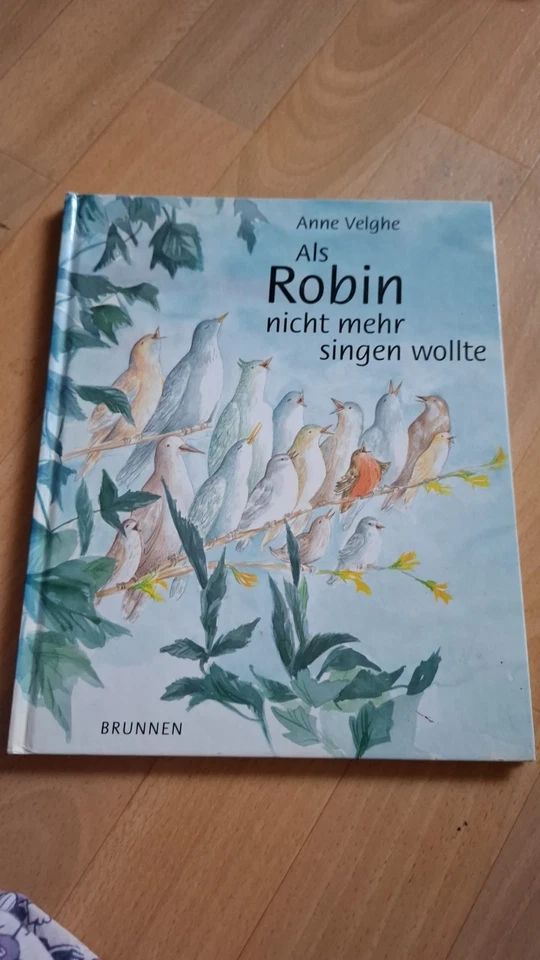 Anne Velghe
Als
Robin
nicht mehr
singen wollte
BRUNNEN